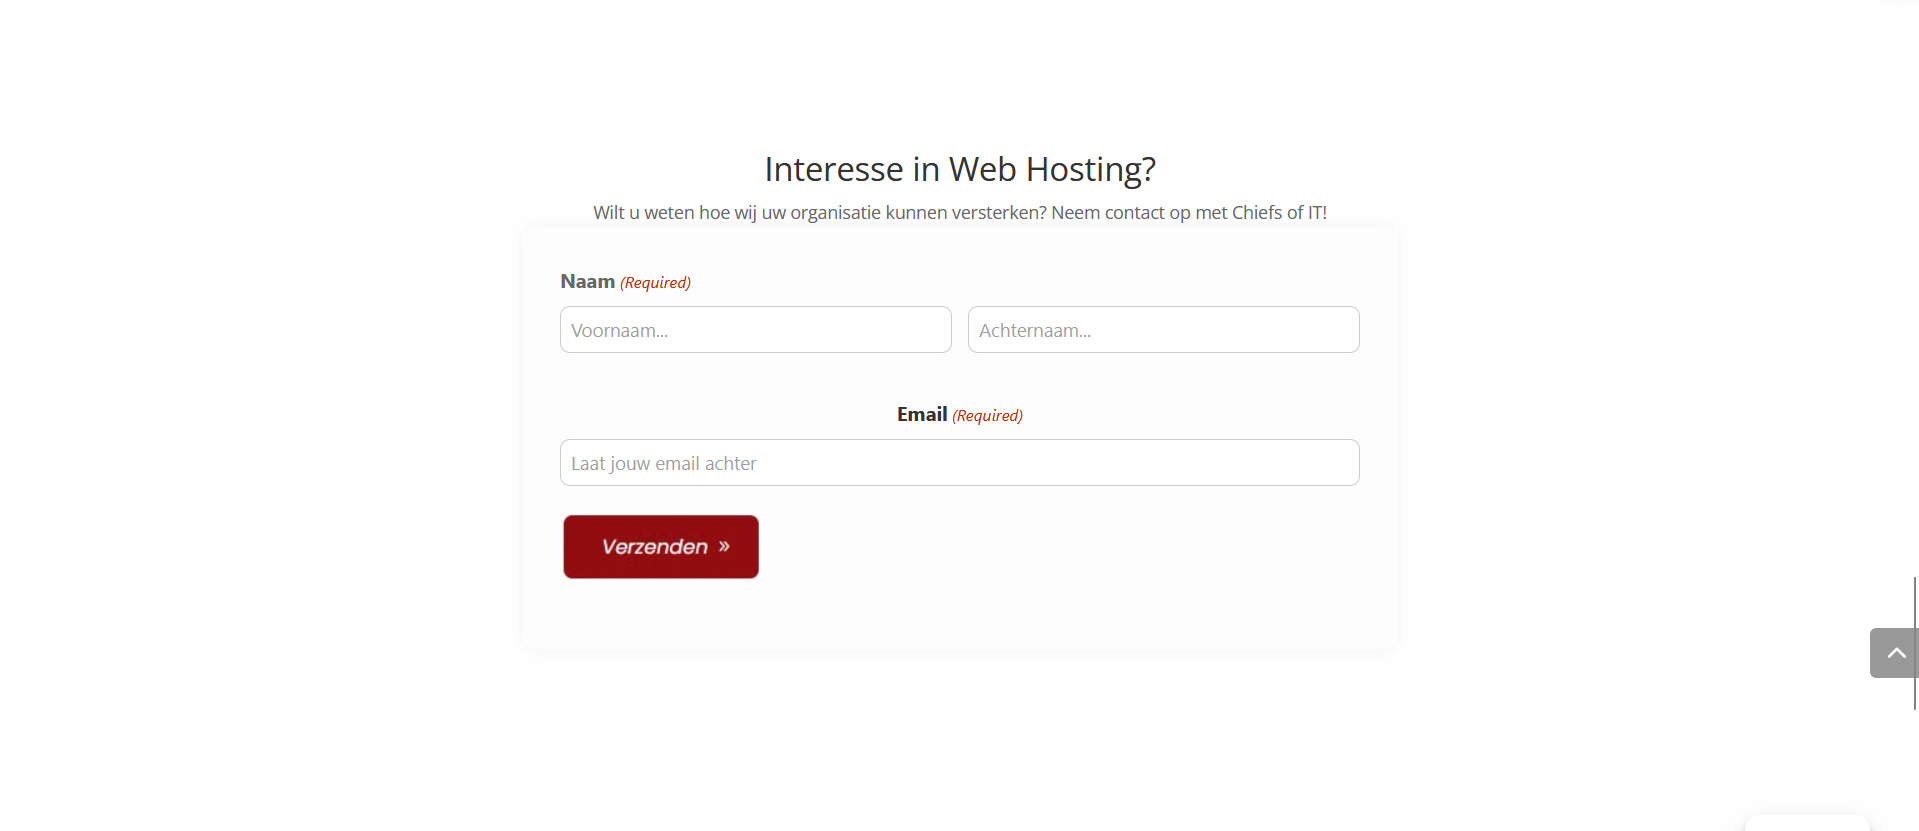 Interesse in Web Hosting?
Wilt u weten hoe wij uw organisatie kunnen versterken? Neem contact op met Chiefs of IT!
Naam (Required)
Voornaam... Achternaam...
Email (Required)
Laat jouw email achter
Verzenden »